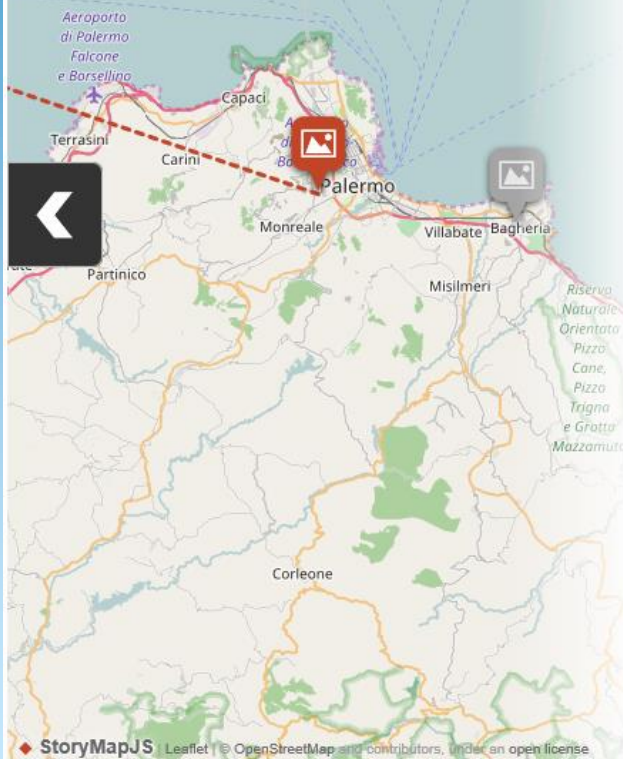 Aeroporto
di Palermo
Falcone
e Borsellino
Capaci
Terrasini
Carini
Palermo
Monreale
Villabate
Bagheria
Partinico
Misilmeri
Riserva
Naturale
Orientata
Pizzo
Cane,
Pizzo
Trigna
e Grotta
Mazzamuto
Corleone
StoryMapJS | Leaflet | © OpenStreetMap and contributors, under an open license